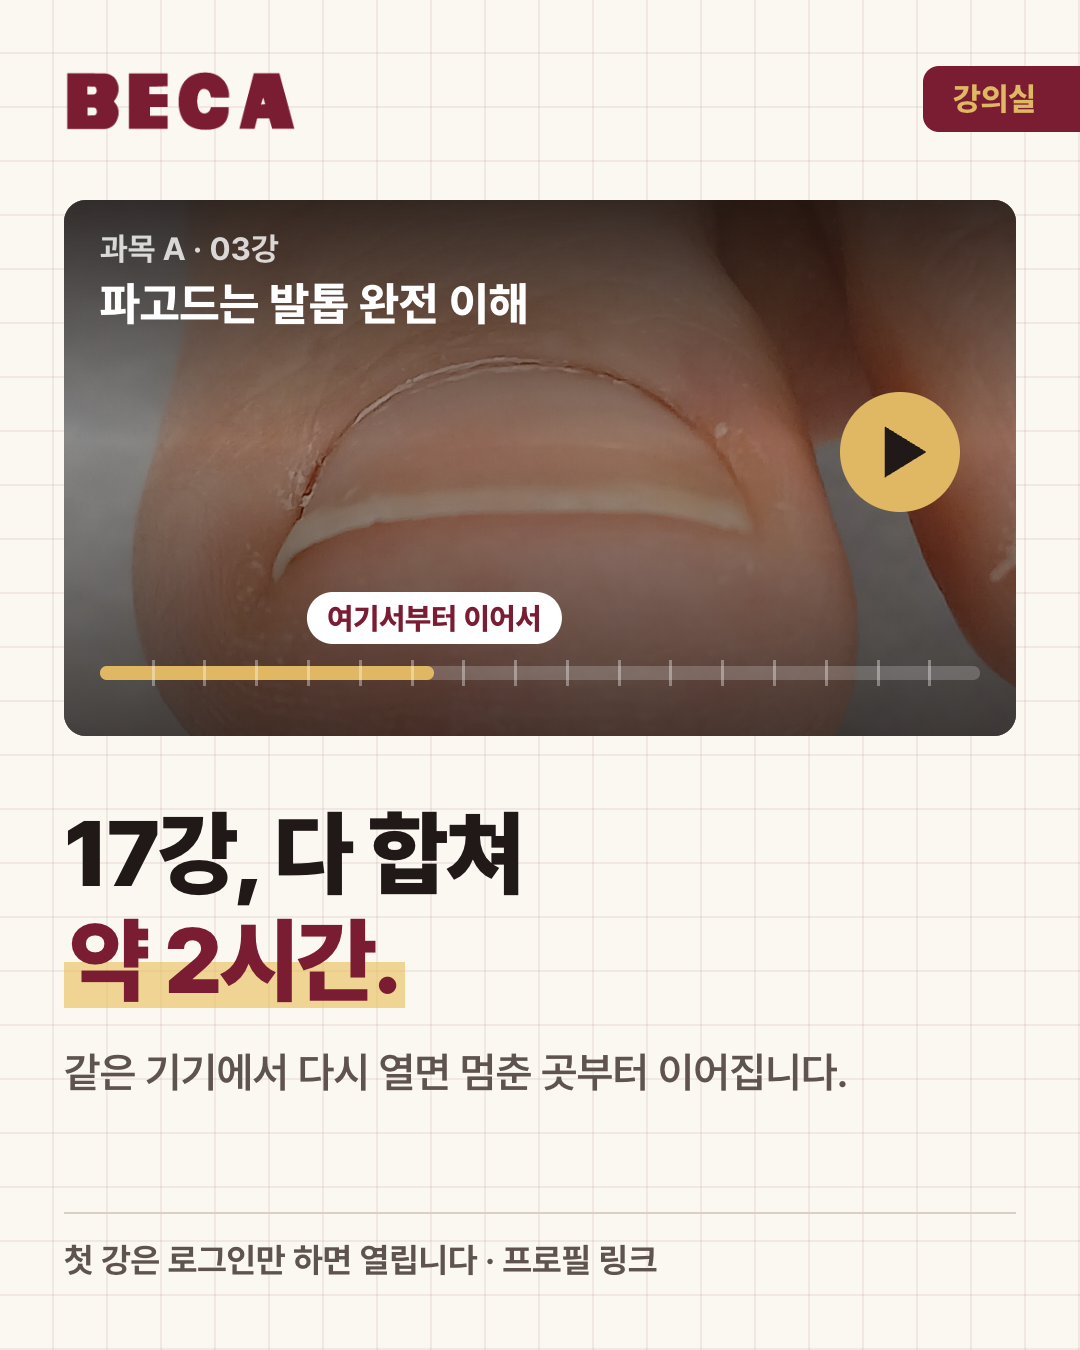 BECA
강의실
과목 A · 03강
파고드는 발톱 완전 이해
여기서부터 이어서
17강, 다 합쳐
약 2시간.
같은 기기에서 다시 열면 멈춘 곳부터 이어집니다.
첫 강은 로그인만 하면 열립니다 · 프로필 링크